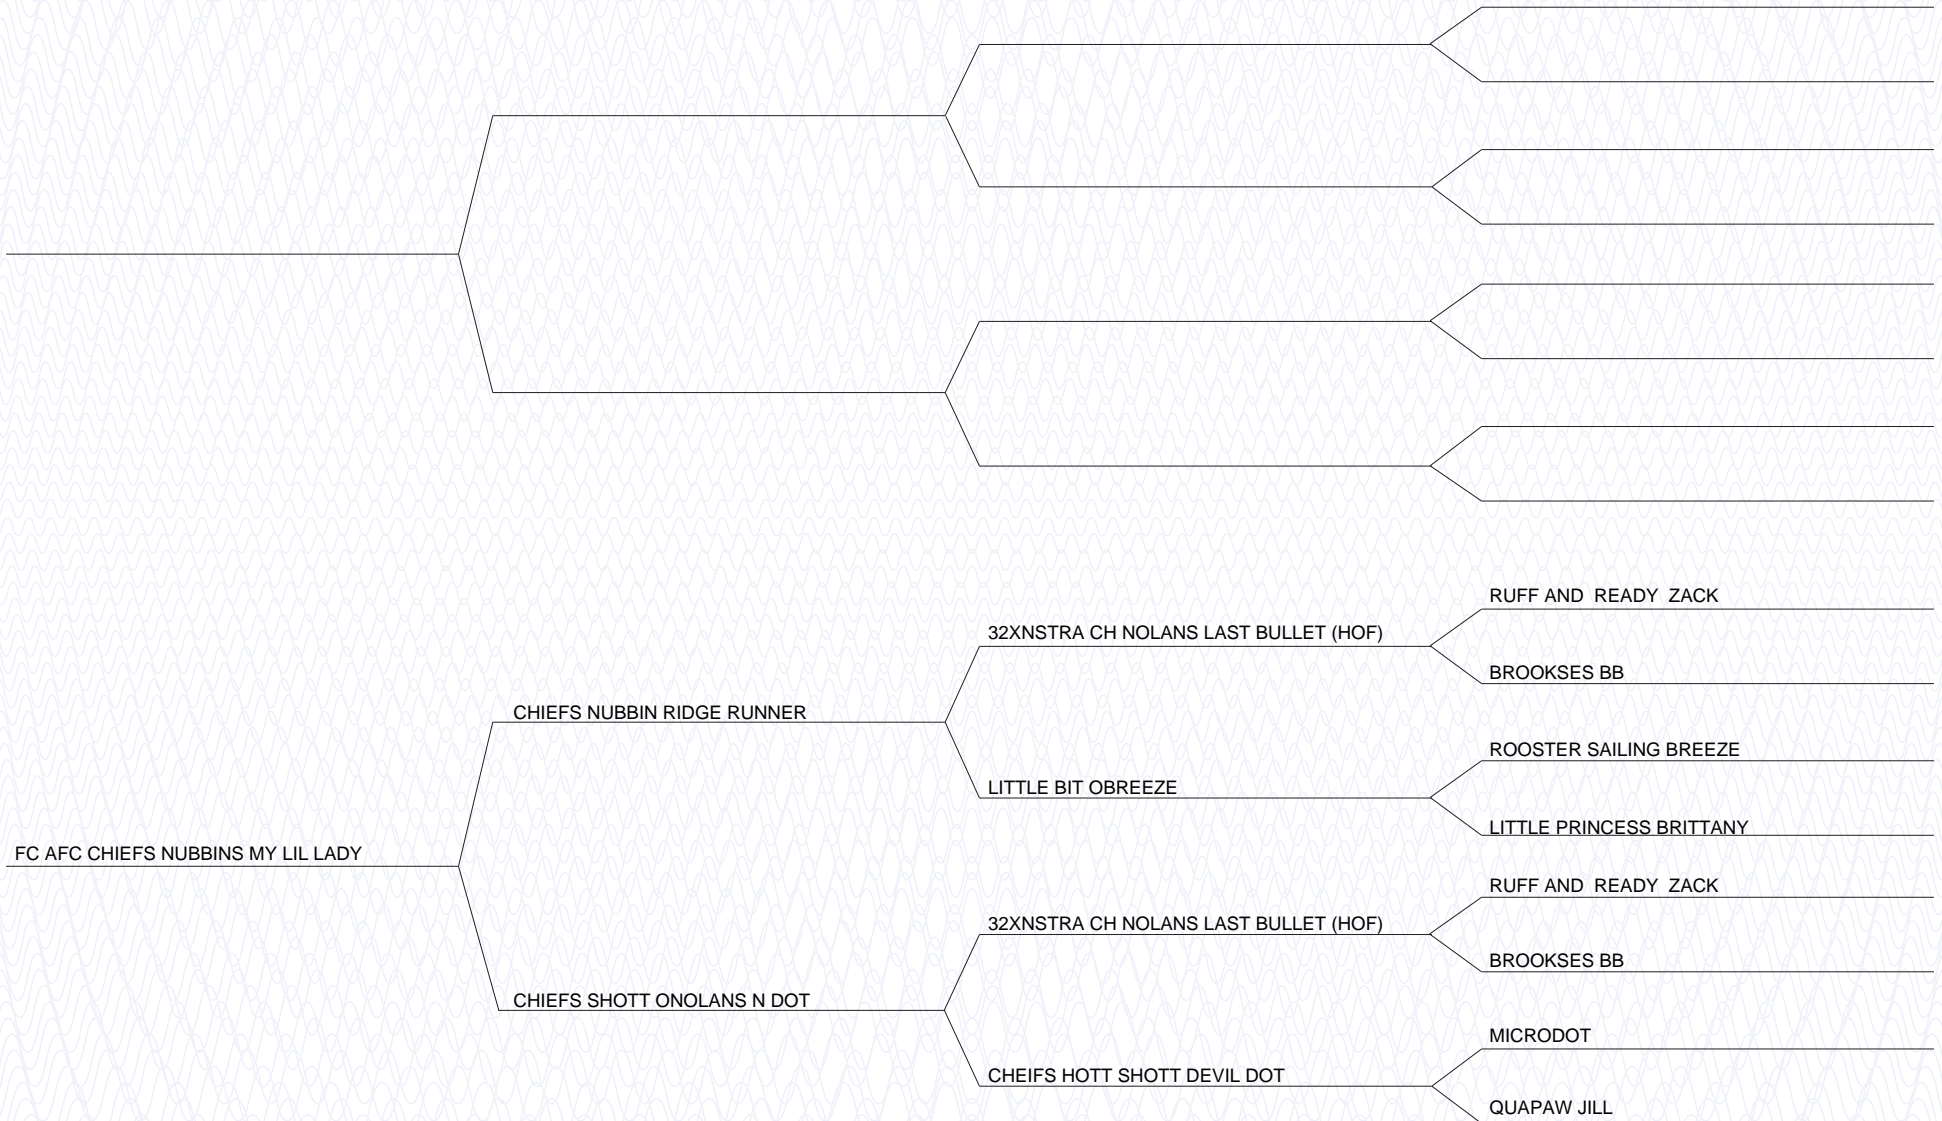 RUFF AND  READY  ZACK
32XNSTRA CH NOLANS LAST BULLET (HOF)
BROOKSES BB
CHIEFS NUBBIN RIDGE RUNNER
ROOSTER SAILING BREEZE
LITTLE BIT OBREEZE
LITTLE PRINCESS BRITTANY
FC AFC CHIEFS NUBBINS MY LIL LADY
RUFF AND  READY  ZACK
32XNSTRA CH NOLANS LAST BULLET (HOF)
BROOKSES BB
CHIEFS SHOTT ONOLANS N DOT
MICRODOT
CHEIFS HOTT SHOTT DEVIL DOT
QUAPAW JILL